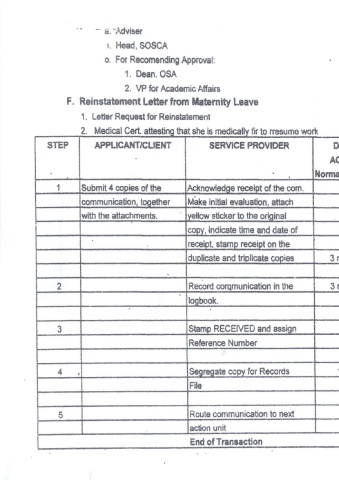 a. Adviser
i. Head, SOSCA
o. For Recomending Approval:
1. Dean, OSA
2. VP for Academic Affairs
F. Reinstatement Letter from Maternity Leave
1. Letter Request for Reinstatement
2. Medical Cert. attesting that she is medically fir to rresumo work
STEP APPLICANT/CLIENT SERVICE PROVIDER D
AC
Norma
1 Submit 4 copies of the Acknowledge receipt of the com.
communication, together Make initial evaluation, attach
with the attachments. yellow sticker to the original
copy, indicate time and date of
receipt, stamp receipt on the
duplicate and triplicate copies 3 r
2 Record communication in the 3 r
logbook.
3 Stamp RECEIVED and assign
Reference Number
4 Segregate copy for Records
File
5 Route communication to next
action unit
End of Transaction